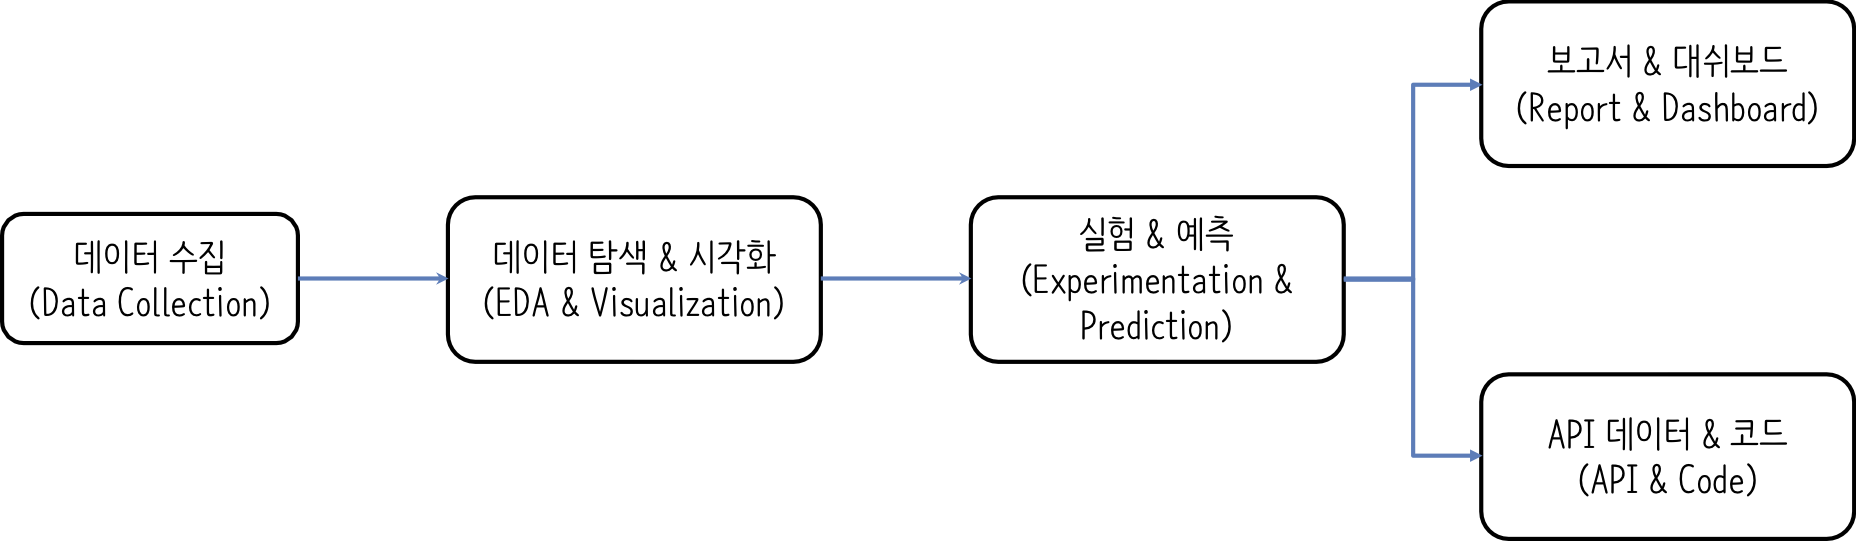 데이터 수집
(Data Collection)
데이터 탐색 & 시각화
(EDA & Visualization)
실험 & 예측
(Experimentation &
Prediction)
보고서 & 대쉬보드
(Report & Dashboard)
API 데이터 & 코드
(API & Code)